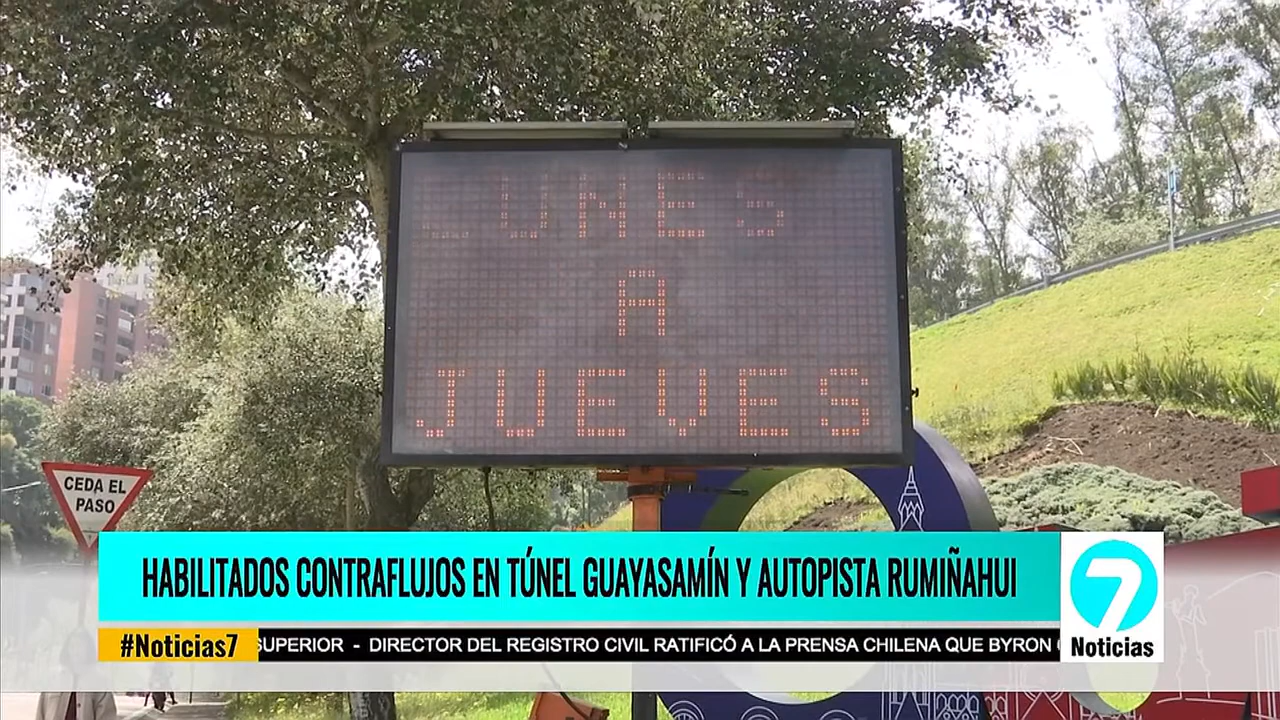 LUNES
A
JUEVES
CEDA EL
PASO
HABILITADOS CONTRAFLUJOS EN TÚNEL GUAYASAMÍN Y AUTOPISTA RUMIÑAHUI
7
Noticias
#Noticias7
SUPERIOR - DIRECTOR DEL REGISTRO CIVIL RATIFICÓ A LA PRENSA CHILENA QUE BYRON